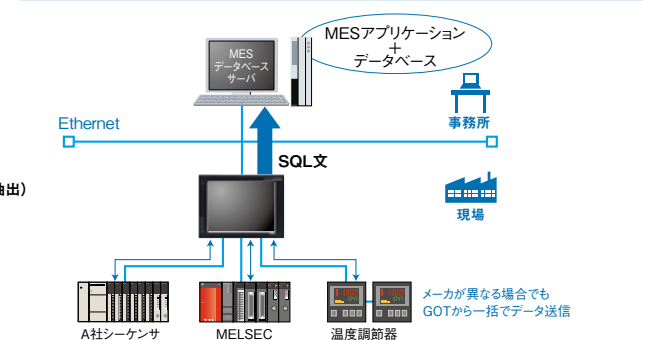 MESアプリケーション
+
データベース
MES
データベース
サーバ
事務所
Ethernet
SQL文
抽出）
現場
メーカが異なる場合でも
GOTから一括でデータ送信
A社シーケンサ
MELSEC
温度調節器